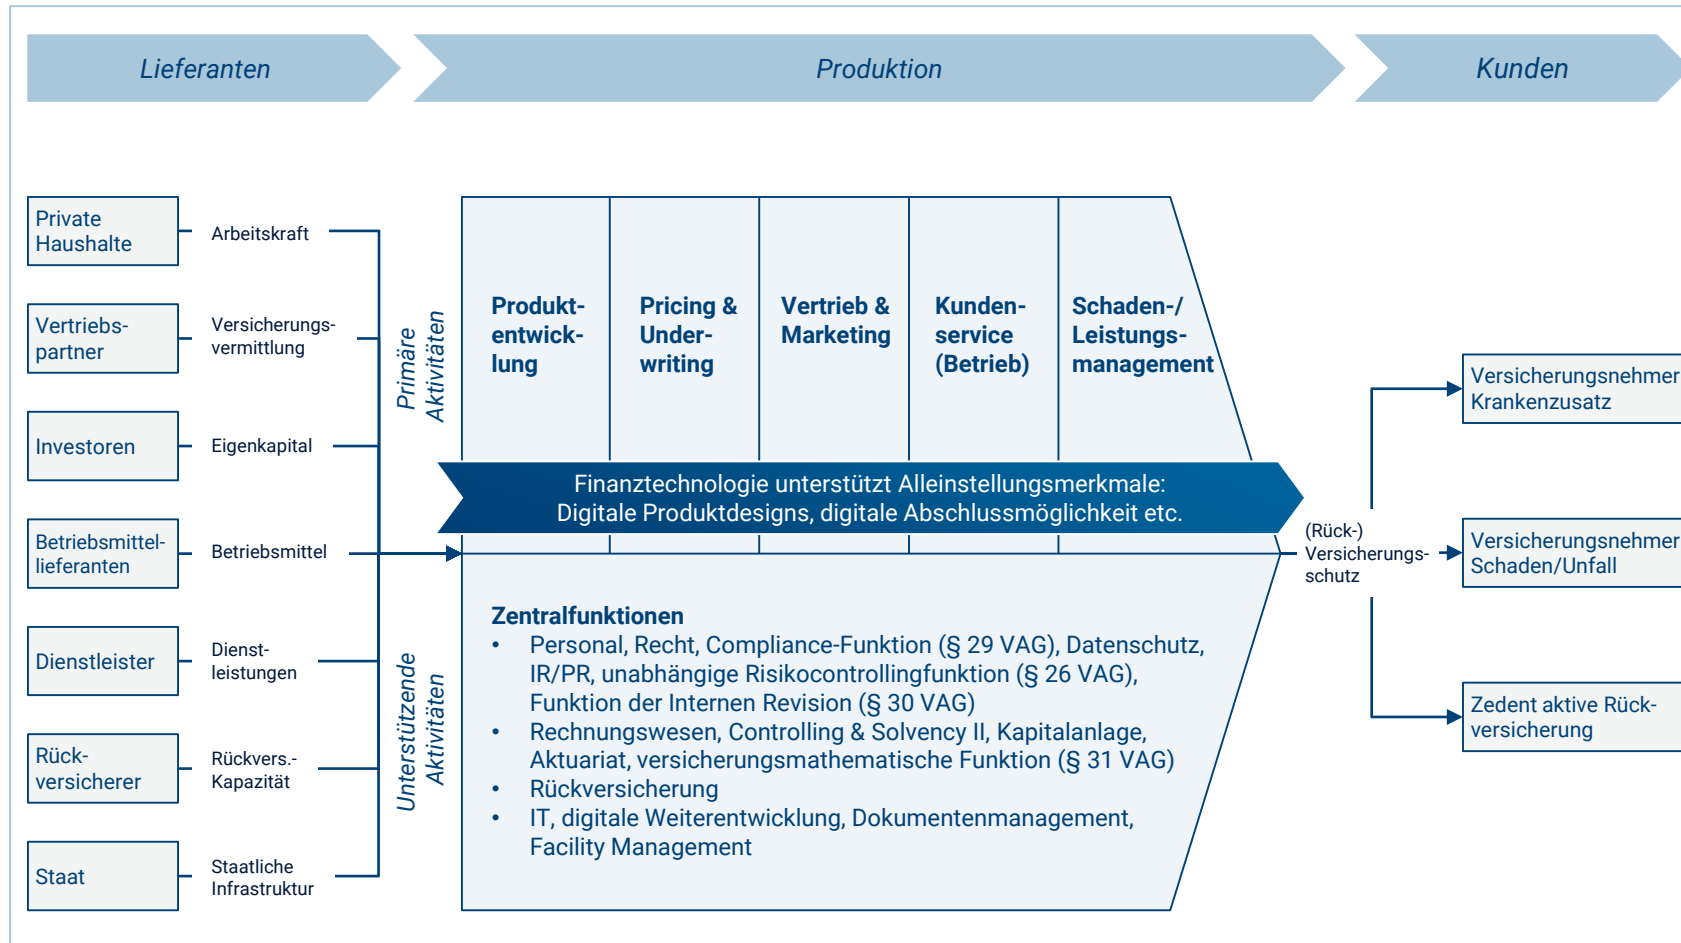 Lieferanten
Produktion
Kunden
Private
Haushalte
Arbeitskraft
Vertriebs-
partner
Versicherungs-
vermittlung
Investoren
Eigenkapital
Betriebsmittel-
lieferanten
Betriebsmittel
Dienstleister
Dienst-
leistungen
Rück-
versicherer
Rückvers.-
Kapazität
Staat
Staatliche
Infrastruktur
Primäre
Aktivitäten
Unterstützende
Aktivitäten
Produkt-
entwick-
lung
Pricing &
Under-
writing
Vertrieb &
Marketing
Kunden-
service
(Betrieb)
Schaden-/
Leistungs-
management
Finanztechnologie unterstützt Alleinstellungsmerkmale:
Digitale Produktdesigns, digitale Abschlussmöglichkeit etc.
Zentralfunktionen
• Personal, Recht, Compliance-Funktion (§ 29 VAG), Datenschutz,
IR/PR, unabhängige Risikocontrollingfunktion (§ 26 VAG),
Funktion der Internen Revision (§ 30 VAG)
• Rechnungswesen, Controlling & Solvency II, Kapitalanlage,
Aktuariat, versicherungsmathematische Funktion (§ 31 VAG)
• Rückversicherung
• IT, digitale Weiterentwicklung, Dokumentenmanagement,
Facility Management
(Rück-)
Versicherungs-
schutz
Versicherungsnehmer
Krankenzusatz
Versicherungsnehmer
Schaden/Unfall
Zedent aktive Rück-
versicherung